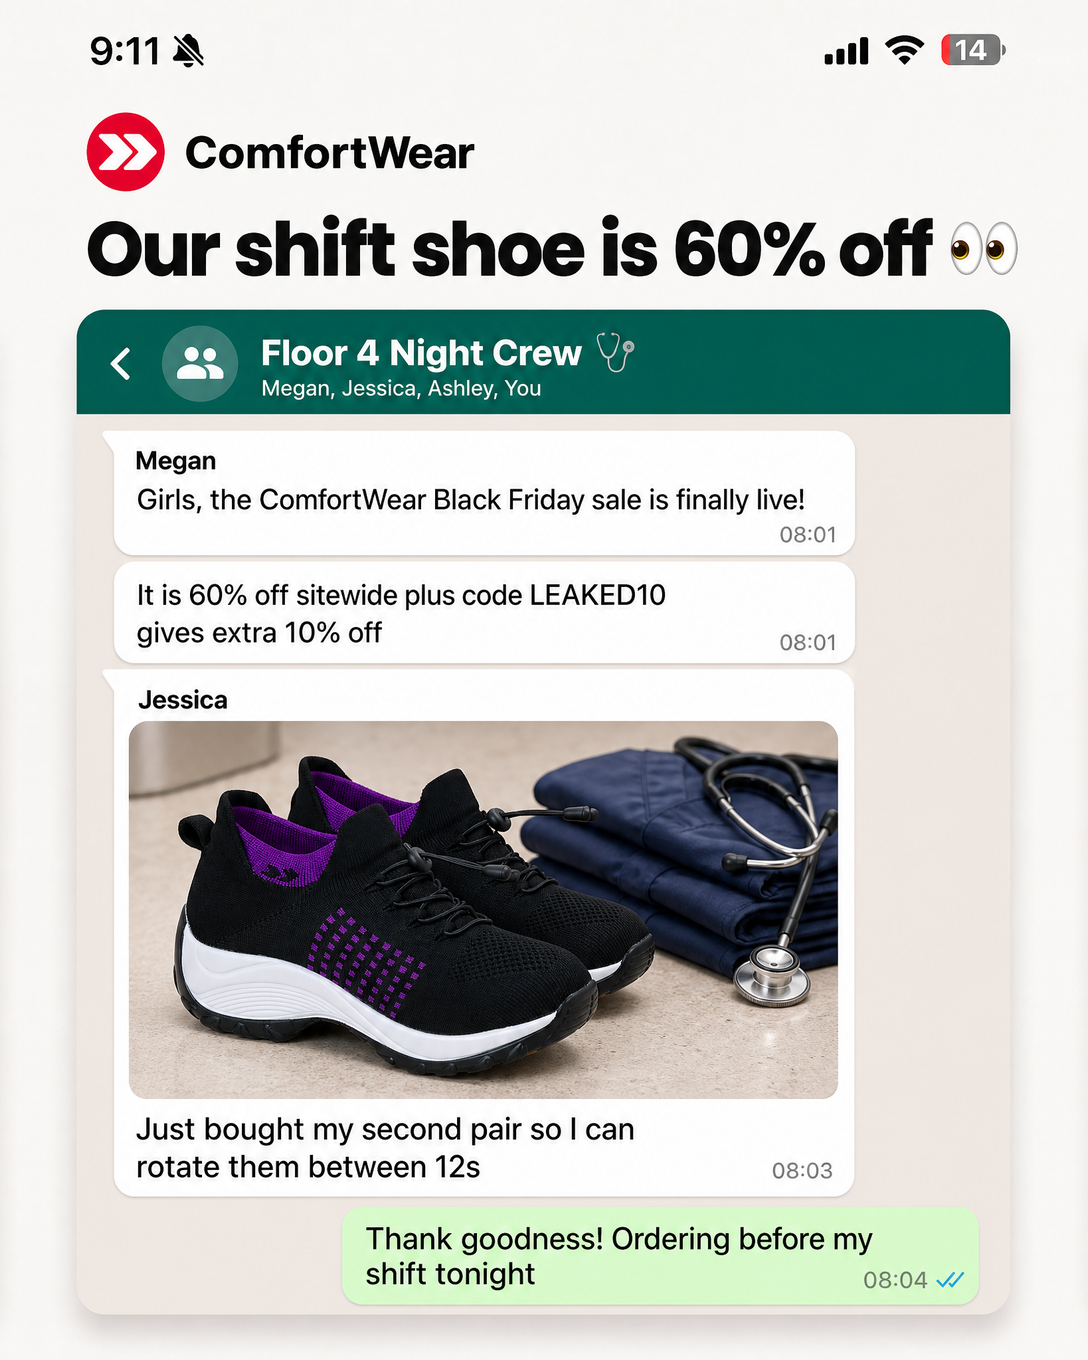 9:11
14
ComfortWear
Our shift shoe is 60% off 👀
Floor 4 Night Crew 🩺
Megan, Jessica, Ashley, You
Megan
Girls, the ComfortWear Black Friday sale is finally live!
08:01
It is 60% off sitewide plus code LEAKED10
gives extra 10% off
08:01
Jessica
Just bought my second pair so I can
rotate them between 12s
08:03
Thank goodness! Ordering before my
shift tonight
08:04